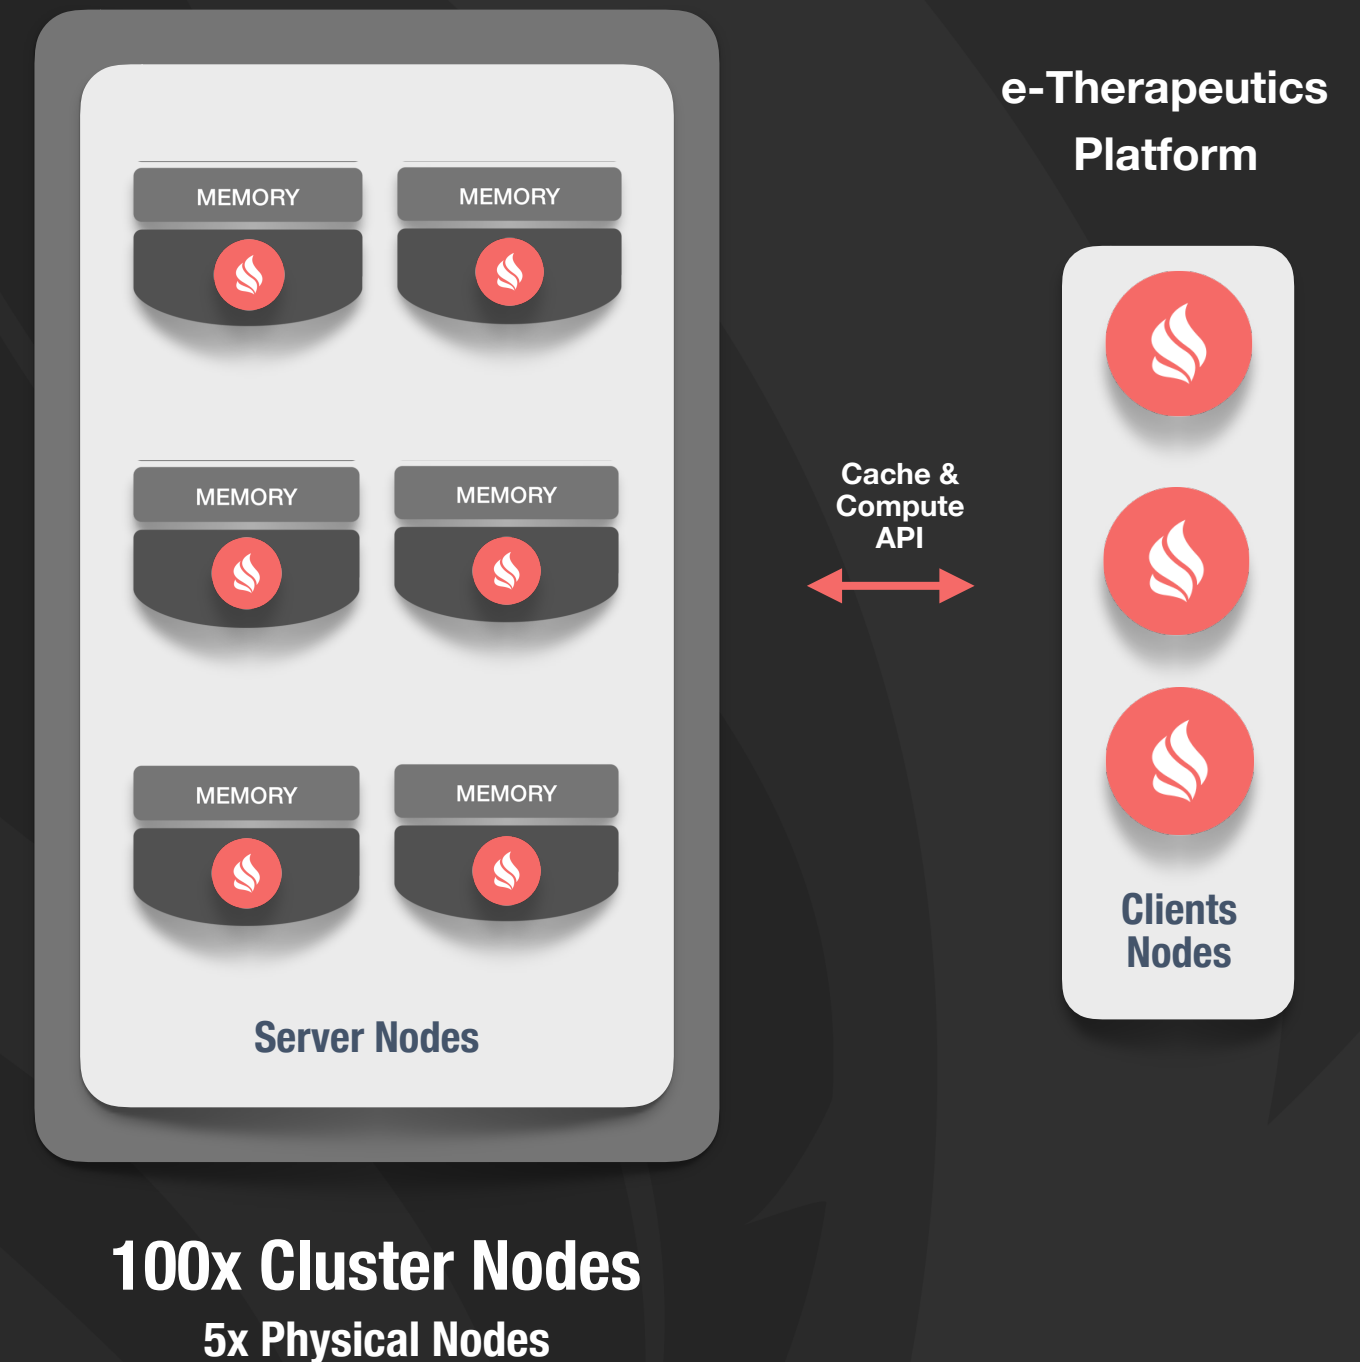 e-Therapeutics
Platform
MEMORY
MEMORY
MEMORY
MEMORY
MEMORY
MEMORY
Server Nodes
Cache &
Compute
API
Clients
Nodes
100x Cluster Nodes
5x Physical Nodes